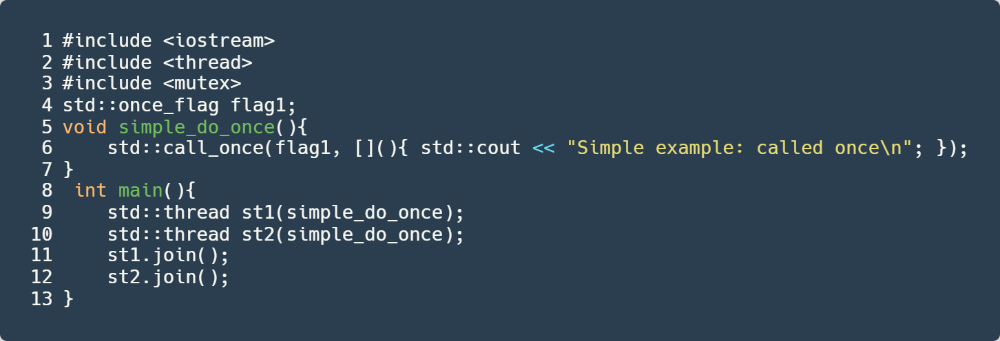 1 #include <iostream>
2 #include <thread>
3 #include <mutex>
4 std::once_flag flag1;
5 void simple_do_once(){
6     std::call_once(flag1, [](){ std::cout << "Simple example: called once\n"; });
7 }
8  int main(){
9     std::thread st1(simple_do_once);
10     std::thread st2(simple_do_once);
11     st1.join();
12     st2.join();
13 }